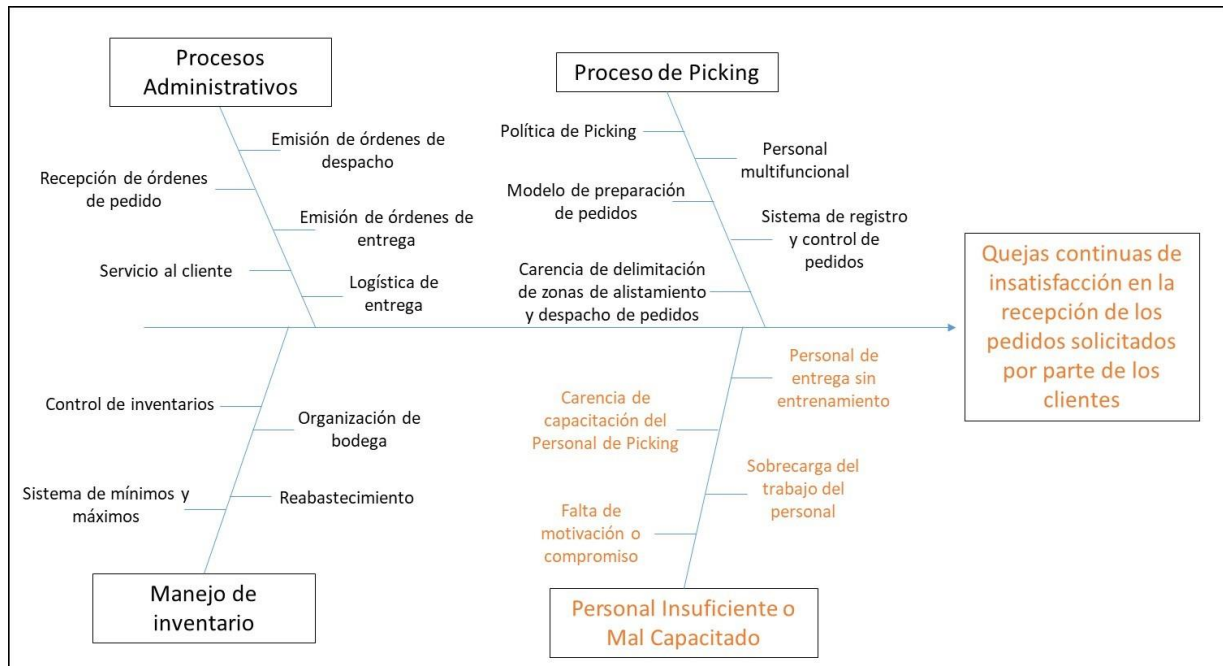 Procesos
Administrativos
Emisión de órdenes de
despacho
Recepción de órdenes
de pedido
Emisión de órdenes de
entrega
Servicio al cliente
Logística de
entrega
Proceso de Picking
Política de Picking
Personal
multifuncional
Modelo de preparación
de pedidos
Sistema de registro
y control de
pedidos
Carencia de delimitación
de zonas de alistamiento
y despacho de pedidos
Quejas continuas de
insatisfacción en la
recepción de los
pedidos solicitados
por parte de los
clientes
Control de inventarios
Organización de
bodega
Sistema de mínimos y
máximos
Reabastecimiento
Manejo de
inventario
Personal de
entrega sin
entrenamiento
Carencia de
capacitación del
Personal de Picking
Sobrecarga del
trabajo del
personal
Falta de
motivación o
compromiso
Personal Insuficiente o
Mal Capacitado